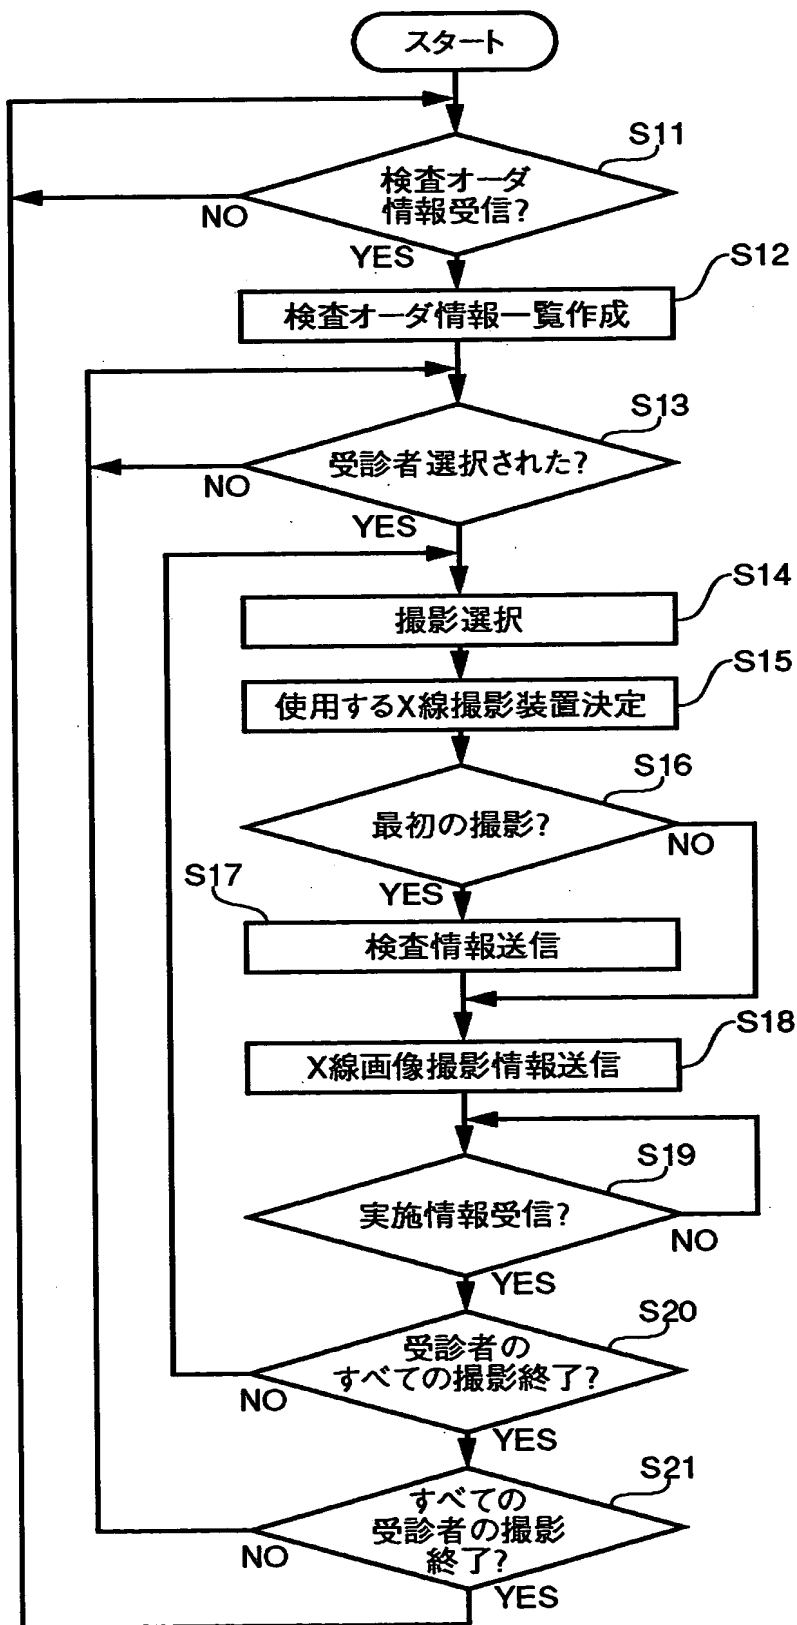 スタート
S11
検査オーダ
情報受信?
NO
YES
S12
検査オーダ情報一覧作成
S13
受診者選択された?
NO
YES
S14
撮影選択
S15
使用するX線撮影装置決定
S16
最初の撮影?
NO
YES
S17
検査情報送信
S18
X線画像撮影情報送信
S19
実施情報受信?
NO
YES
S20
受診者の
すべての撮影終了?
NO
YES
S21
すべての
受診者の撮影
終了?
NO
YES